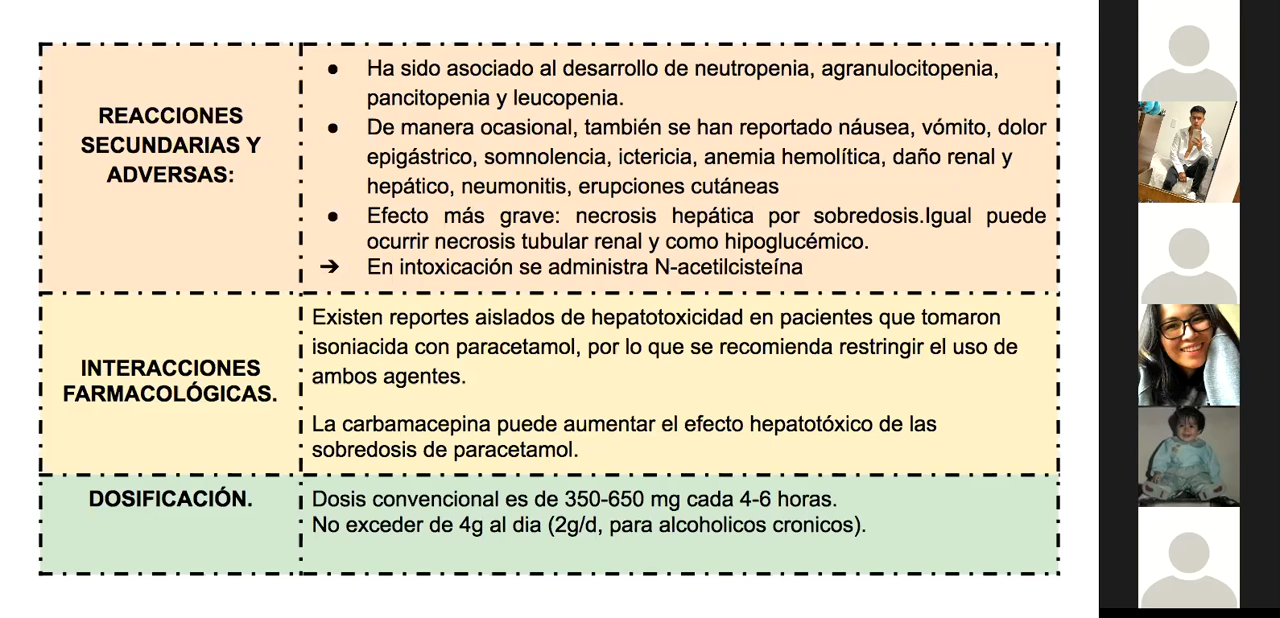 REACCIONES
SECUNDARIAS Y
ADVERSAS:
● Ha sido asociado al desarrollo de neutropenia, agranulocitopenia,
pancitopenia y leucopenia.
● De manera ocasional, también se han reportado náusea, vómito, dolor
epigástrico, somnolencia, ictericia, anemia hemolítica, daño renal y
hepático, neumonitis, erupciones cutáneas
● Efecto más grave: necrosis hepática por sobredosis.Igual puede
ocurrir necrosis tubular renal y como hipoglucémico.
➔ En intoxicación se administra N-acetilcisteína
INTERACCIONES
FARMACOLÓGICAS.
Existen reportes aislados de hepatotoxicidad en pacientes que tomaron
isoniacida con paracetamol, por lo que se recomienda restringir el uso de
ambos agentes.
La carbamacepina puede aumentar el efecto hepatotóxico de las
sobredosis de paracetamol.
DOSIFICACIÓN.
Dosis convencional es de 350-650 mg cada 4-6 horas.
No exceder de 4g al dia (2g/d, para alcoholicos cronicos).